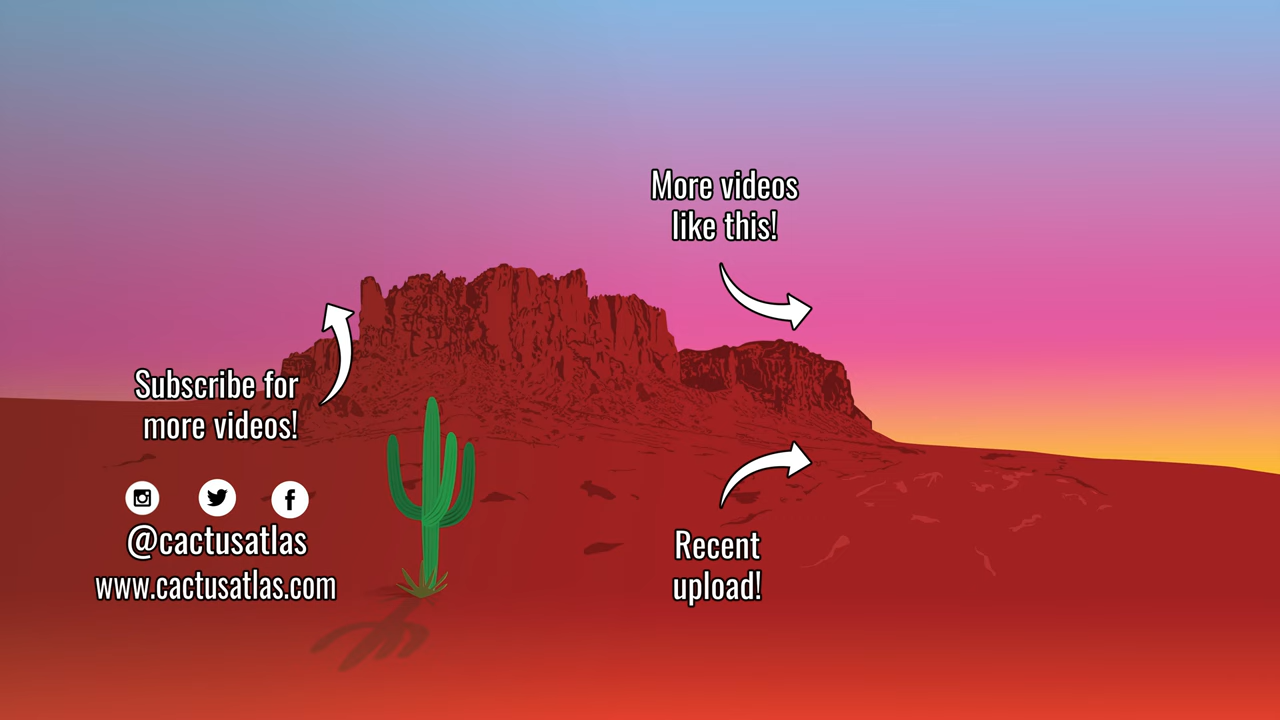 More videos
like this!
Subscribe for
more videos!
@cactusatlas
www.cactusatlas.com
Recent
upload!